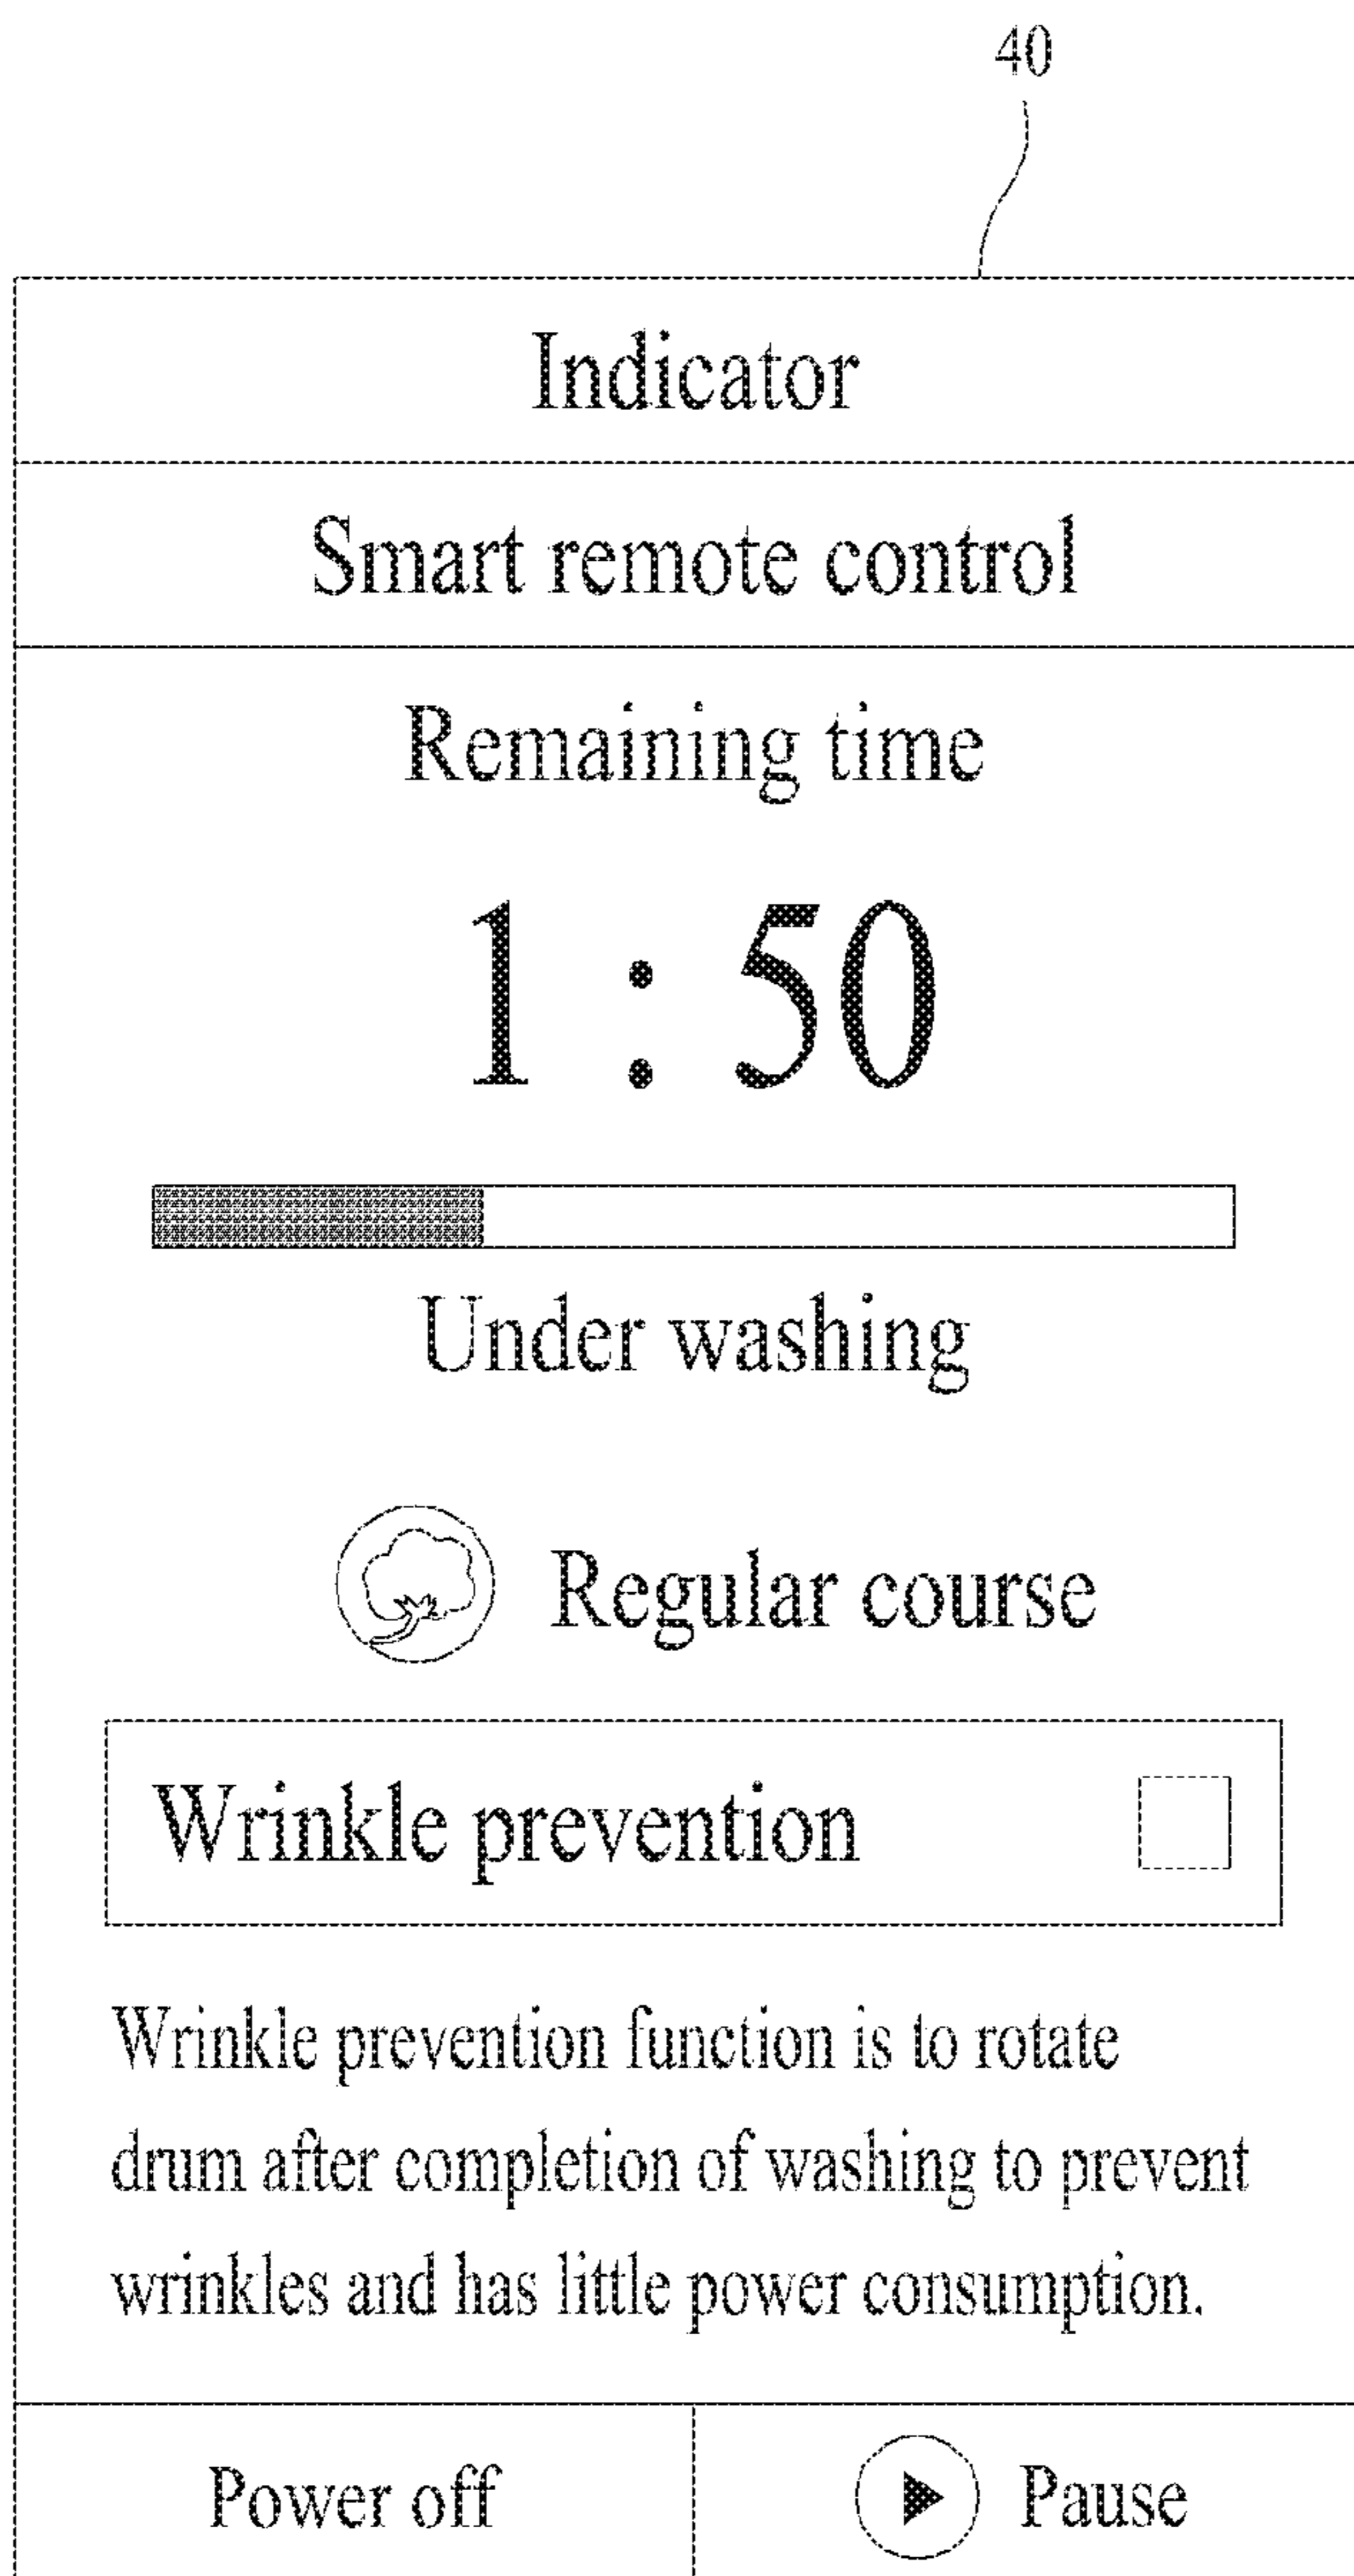 40
Indicator
Smart remote control
Remaining time
1 : 50
Under washing
Regular course
Wrinkle prevention
Wrinkle prevention function is to rotate
drum after completion of washing to prevent
wrinkles and has little power consumption.
Power off
Pause